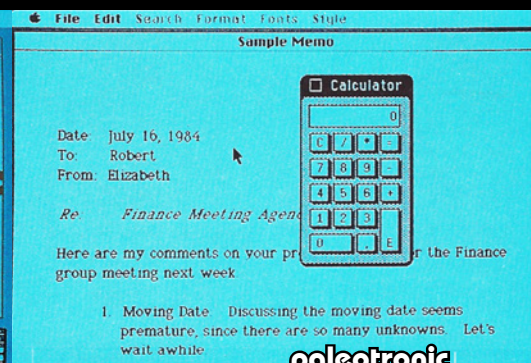 File Edit Search Format Fonts Style
Sample Memo
Calculator
0
C / * =
7 8 9 -
4 5 6 +
1 2 3
0 . E
Date: July 16, 1984
To: Robert
From: Elizabeth
Re: Finance Meeting Agen
Here are my comments on your pr r the Finance
group meeting next week
1. Moving Date. Discussing the moving date seems
premature, since there are so many unknowns. Let's
wait awhile.
paleotronic